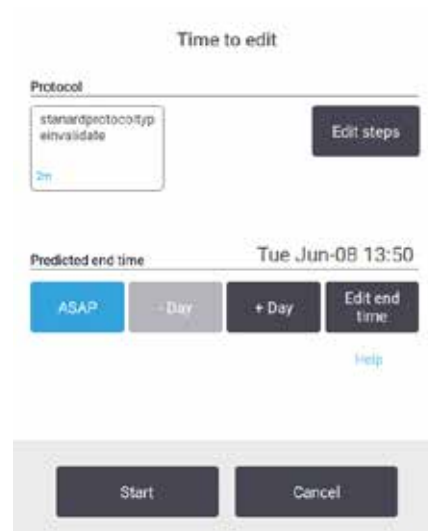 Time to edit
Protocol
stanardprotocoltyp
einvalidate
Edit steps
2m
Predicted end time
Tue Jun-08 13:50
ASAP
- Day
+ Day
Edit end
time
Help
Start
Cancel